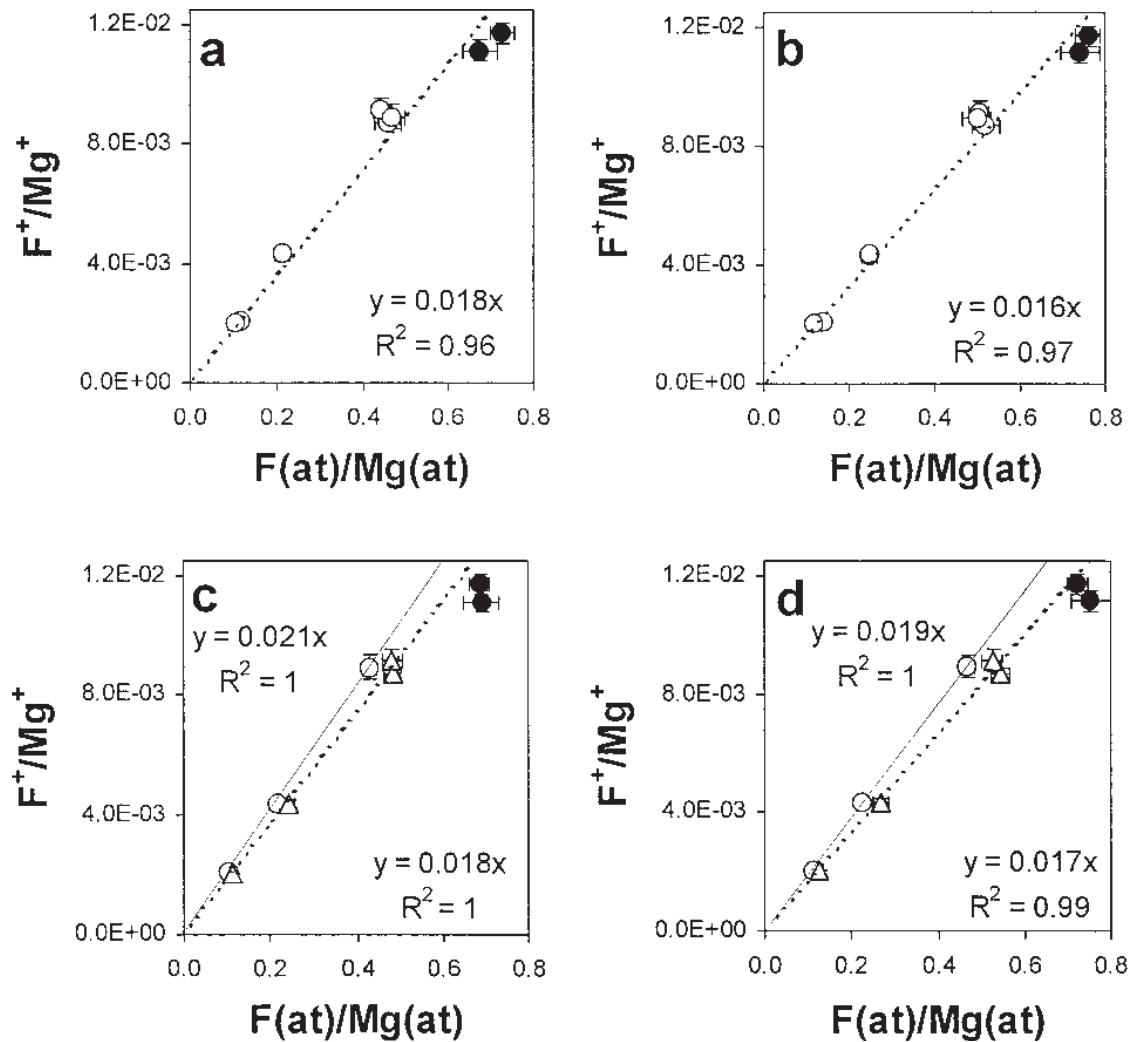 a
F⁺/Mg⁺
1.2E-02
8.0E-03
4.0E-03
0.0E+00
y = 0.018x
R² = 0.96
0.0 0.2 0.4 0.6 0.8
F(at)/Mg(at)
b
F⁺/Mg⁺
1.2E-02
8.0E-03
4.0E-03
0.0E+00
y = 0.016x
R² = 0.97
0.0 0.2 0.4 0.6 0.8
F(at)/Mg(at)
c
F⁺/Mg⁺
1.2E-02
8.0E-03
4.0E-03
0.0E+00
y = 0.021x
R² = 1
y = 0.018x
R² = 1
0.0 0.2 0.4 0.6 0.8
F(at)/Mg(at)
d
F⁺/Mg⁺
1.2E-02
8.0E-03
4.0E-03
0.0E+00
y = 0.019x
R² = 1
y = 0.017x
R² = 0.99
0.0 0.2 0.4 0.6 0.8
F(at)/Mg(at)